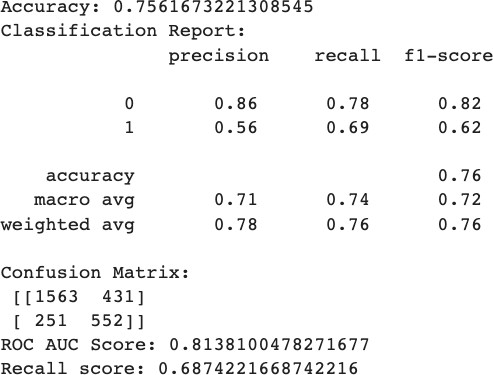 Accuracy: 0.7561673221308545
Classification Report:
precision recall f1-score
0 0.86 0.78 0.82
1 0.56 0.69 0.62
accuracy 0.76
macro avg 0.71 0.74 0.72
weighted avg 0.78 0.76 0.76
Confusion Matrix:
[[1563 431]
[ 251 552]]
ROC AUC Score: 0.8138100478271677
Recall score: 0.6874221668742216